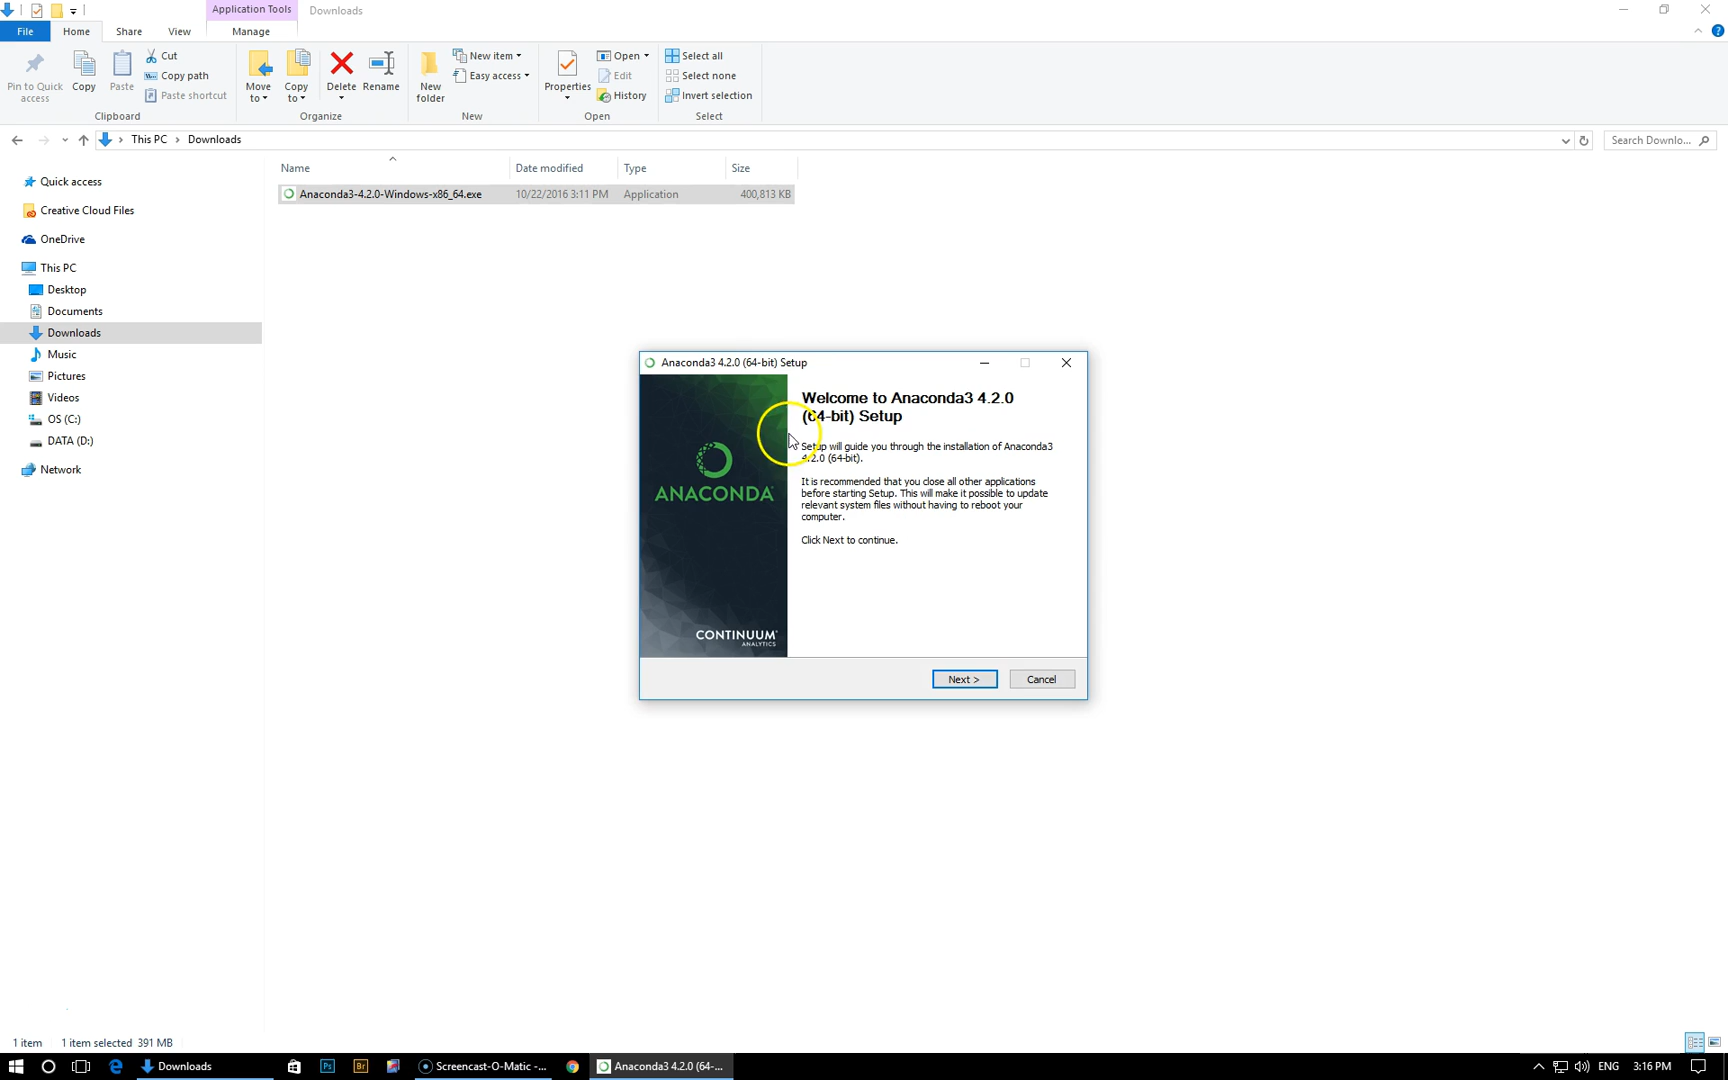 Application Tools
Downloads
File
Home
Share
View
Manage
Pin to Quick access
Copy
Paste
Cut
Copy path
Paste shortcut
Clipboard
Move to
Copy to
Delete
Rename
Organize
New folder
New item
Easy access
New
Properties
Open
Edit
History
Open
Select all
Select none
Invert selection
Select
This PC
Downloads
Search Downlo...
Name
Date modified
Type
Size
Anaconda3-4.2.0-Windows-x86_64.exe
10/22/2016 3:11 PM
Application
400,813 KB
Quick access
Creative Cloud Files
OneDrive
This PC
Desktop
Documents
Downloads
Music
Pictures
Videos
OS (C:)
DATA (D:)
Network
Anaconda3 4.2.0 (64-bit) Setup
Welcome to Anaconda3 4.2.0
(64-bit) Setup
Setup will guide you through the installation of Anaconda3
4.2.0 (64-bit).
It is recommended that you close all other applications
before starting Setup. This will make it possible to update
relevant system files without having to reboot your
computer.
Click Next to continue.
ANACONDA
CONTINUUM
ANALYTICS
Next >
Cancel
1 item
1 item selected 391 MB
Downloads
Ps
Br
Screencast-O-Matic -...
Anaconda3 4.2.0 (64-...
ENG
3:16 PM